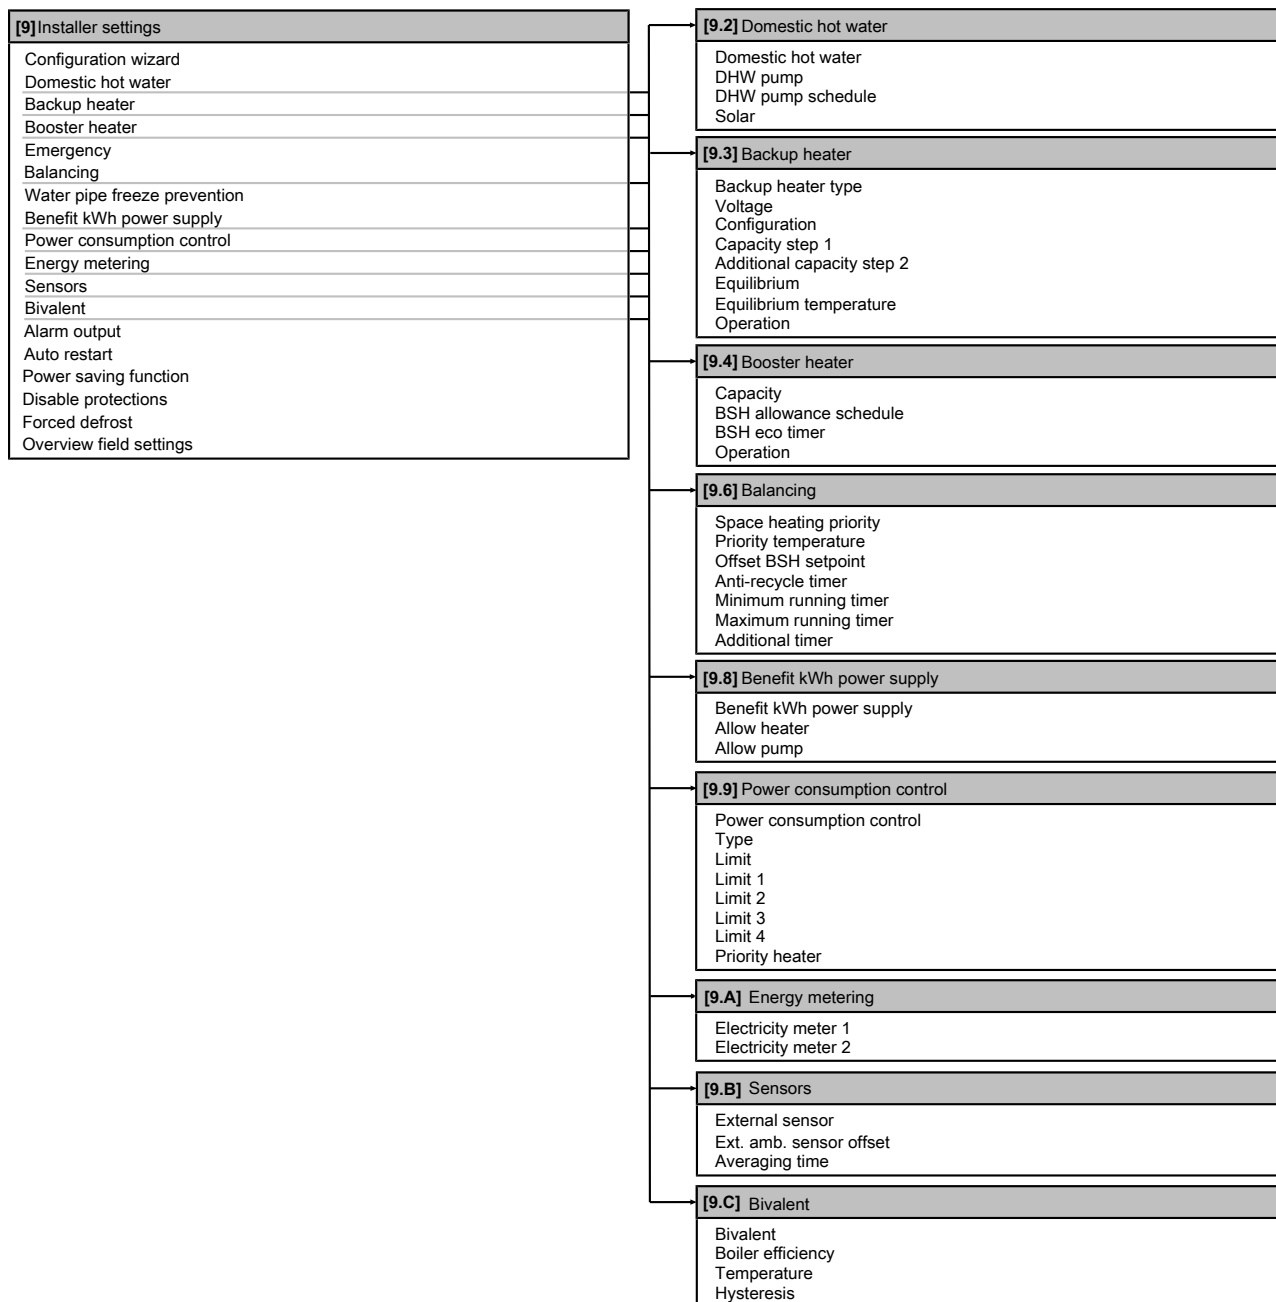 [9] Installer settings
Configuration wizard
Domestic hot water
Backup heater
Booster heater
Emergency
Balancing
Water pipe freeze prevention
Benefit kWh power supply
Power consumption control
Energy metering
Sensors
Bivalent
Alarm output
Auto restart
Power saving function
Disable protections
Forced defrost
Overview field settings
[9.2] Domestic hot water
Domestic hot water
DHW pump
DHW pump schedule
Solar
[9.3] Backup heater
Backup heater type
Voltage
Configuration
Capacity step 1
Additional capacity step 2
Equilibrium
Equilibrium temperature
Operation
[9.4] Booster heater
Capacity
BSH allowance schedule
BSH eco timer
Operation
[9.6] Balancing
Space heating priority
Priority temperature
Offset BSH setpoint
Anti-recycle timer
Minimum running timer
Maximum running timer
Additional timer
[9.8] Benefit kWh power supply
Benefit kWh power supply
Allow heater
Allow pump
[9.9] Power consumption control
Power consumption control
Type
Limit
Limit 1
Limit 2
Limit 3
Limit 4
Priority heater
[9.A] Energy metering
Electricity meter 1
Electricity meter 2
[9.B] Sensors
External sensor
Ext. amb. sensor offset
Averaging time
[9.C] Bivalent
Bivalent
Boiler efficiency
Temperature
Hysteresis